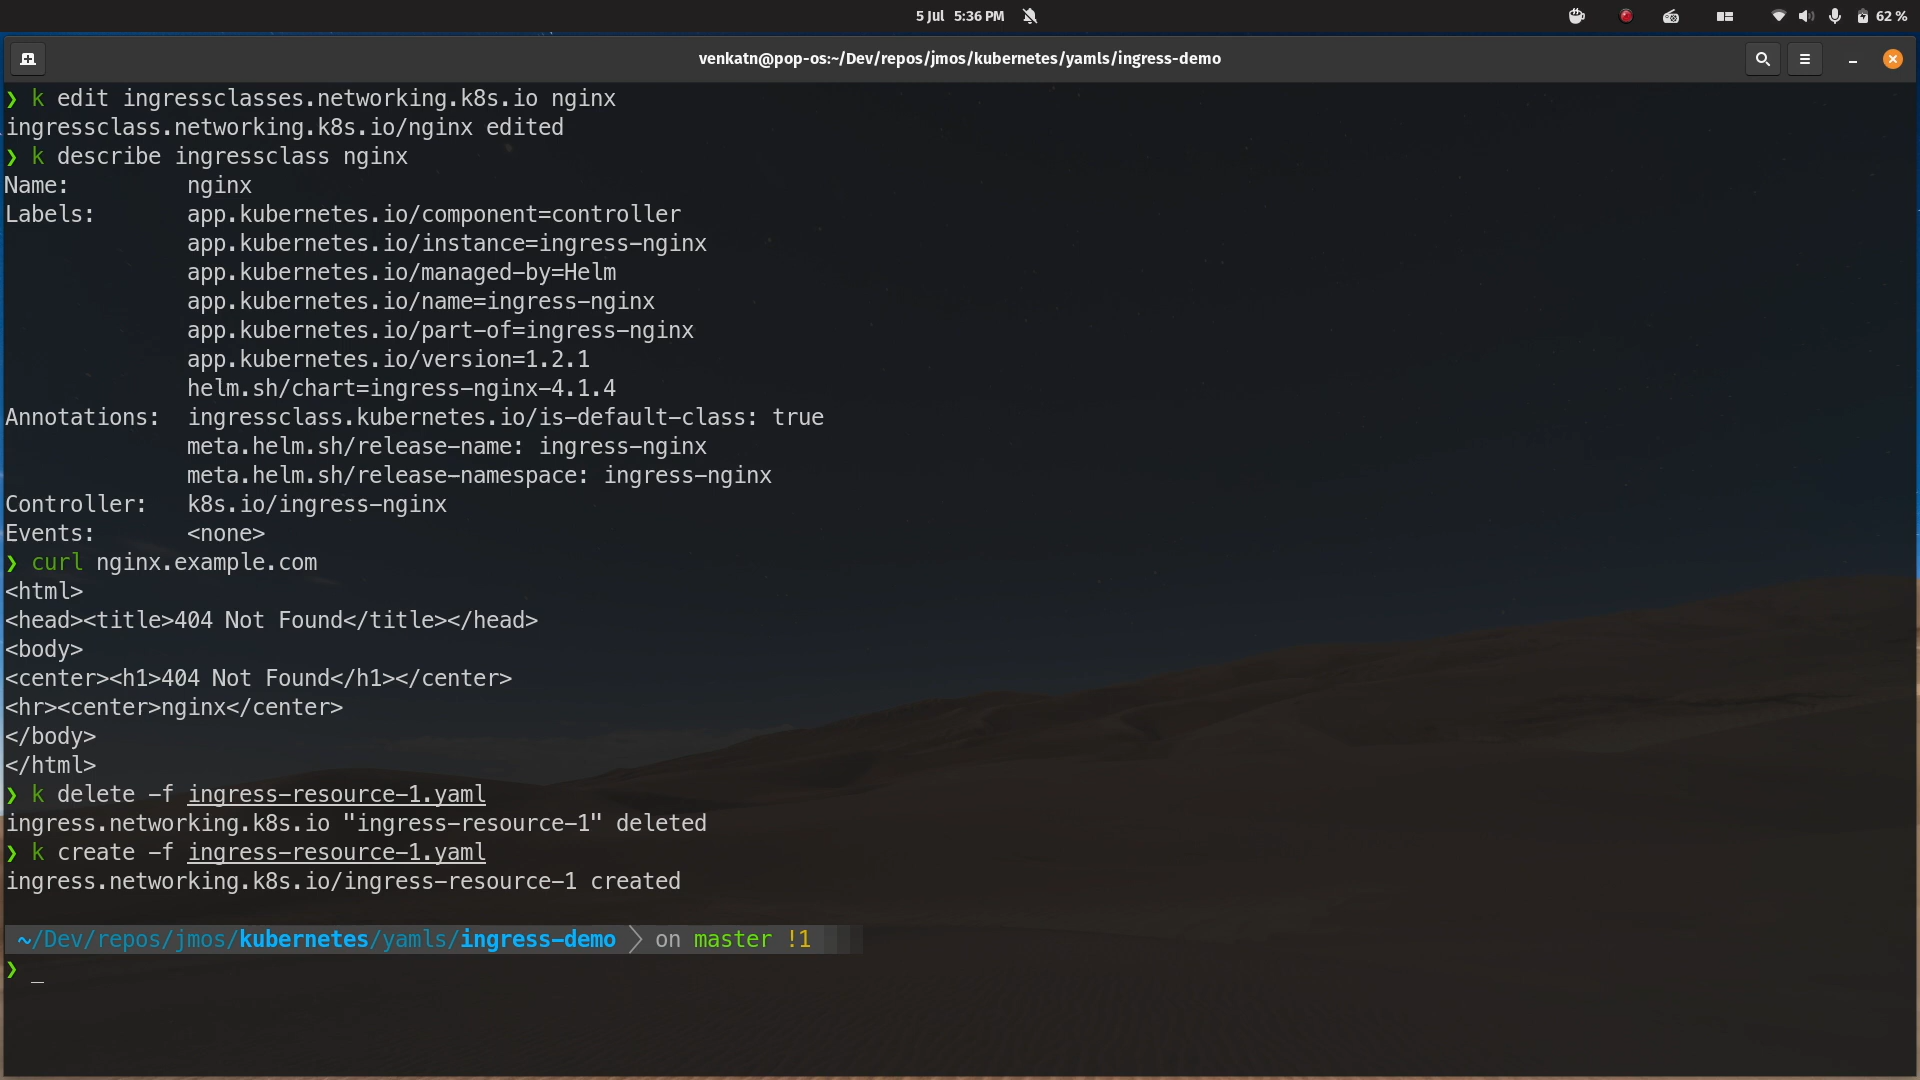 5 Jul 5:36 PM
62 %
venkatn@pop-os:~/Dev/repos/jmos/kubernetes/yamls/ingress-demo
❯ k edit ingressclasses.networking.k8s.io nginx
ingressclass.networking.k8s.io/nginx edited
❯ k describe ingressclass nginx
Name:         nginx
Labels:       app.kubernetes.io/component=controller
              app.kubernetes.io/instance=ingress-nginx
              app.kubernetes.io/managed-by=Helm
              app.kubernetes.io/name=ingress-nginx
              app.kubernetes.io/part-of=ingress-nginx
              app.kubernetes.io/version=1.2.1
              helm.sh/chart=ingress-nginx-4.1.4
Annotations:  ingressclass.kubernetes.io/is-default-class: true
              meta.helm.sh/release-name: ingress-nginx
              meta.helm.sh/release-namespace: ingress-nginx
Controller:   k8s.io/ingress-nginx
Events:       <none>
❯ curl nginx.example.com
<html>
<head><title>404 Not Found</title></head>
<body>
<center><h1>404 Not Found</h1></center>
<hr><center>nginx</center>
</body>
</html>
❯ k delete -f ingress-resource-1.yaml
ingress.networking.k8s.io "ingress-resource-1" deleted
❯ k create -f ingress-resource-1.yaml
ingress.networking.k8s.io/ingress-resource-1 created
~/Dev/repos/jmos/kubernetes/yamls/ingress-demo on master !1
❯ _